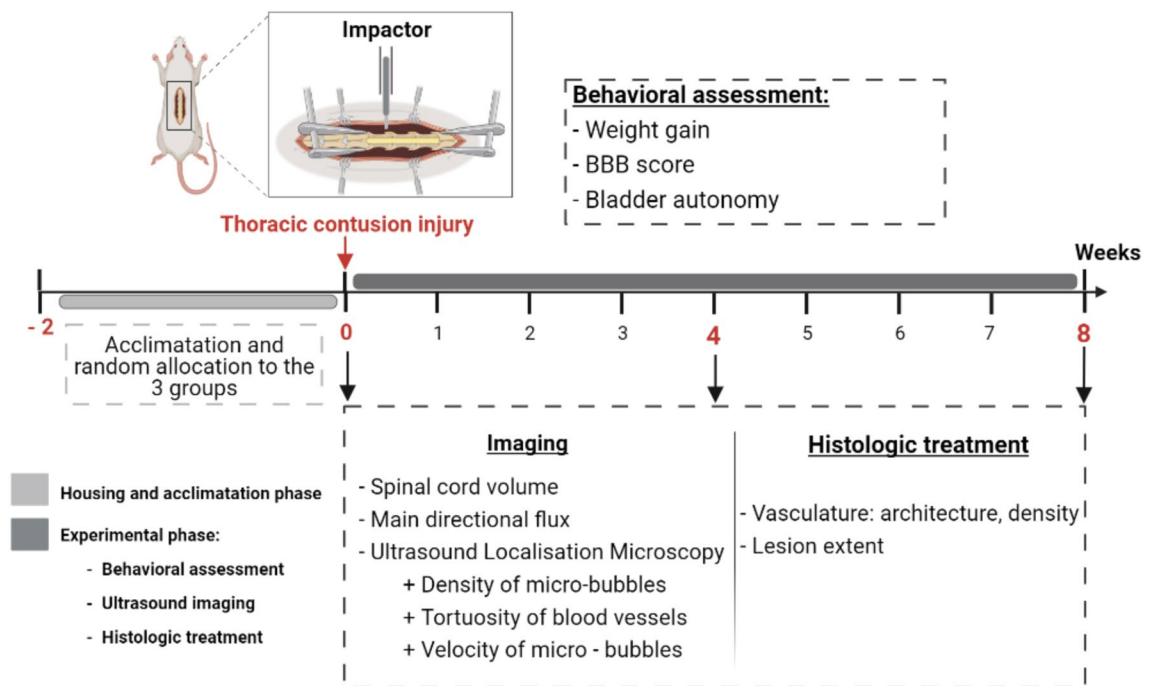 Impactor
Behavioral assessment:
- Weight gain
- BBB score
- Bladder autonomy
Thoracic contusion injury
Weeks
- 2
0
1
2
3
4
5
6
7
8
Acclimatation and
random allocation to the
3 groups
Imaging
- Spinal cord volume
- Main directional flux
- Ultrasound Localisation Microscopy
+ Density of micro-bubbles
+ Tortuosity of blood vessels
+ Velocity of micro - bubbles
Histologic treatment
- Vasculature: architecture, density
- Lesion extent
Housing and acclimatation phase
Experimental phase:
- Behavioral assessment
- Ultrasound imaging
- Histologic treatment